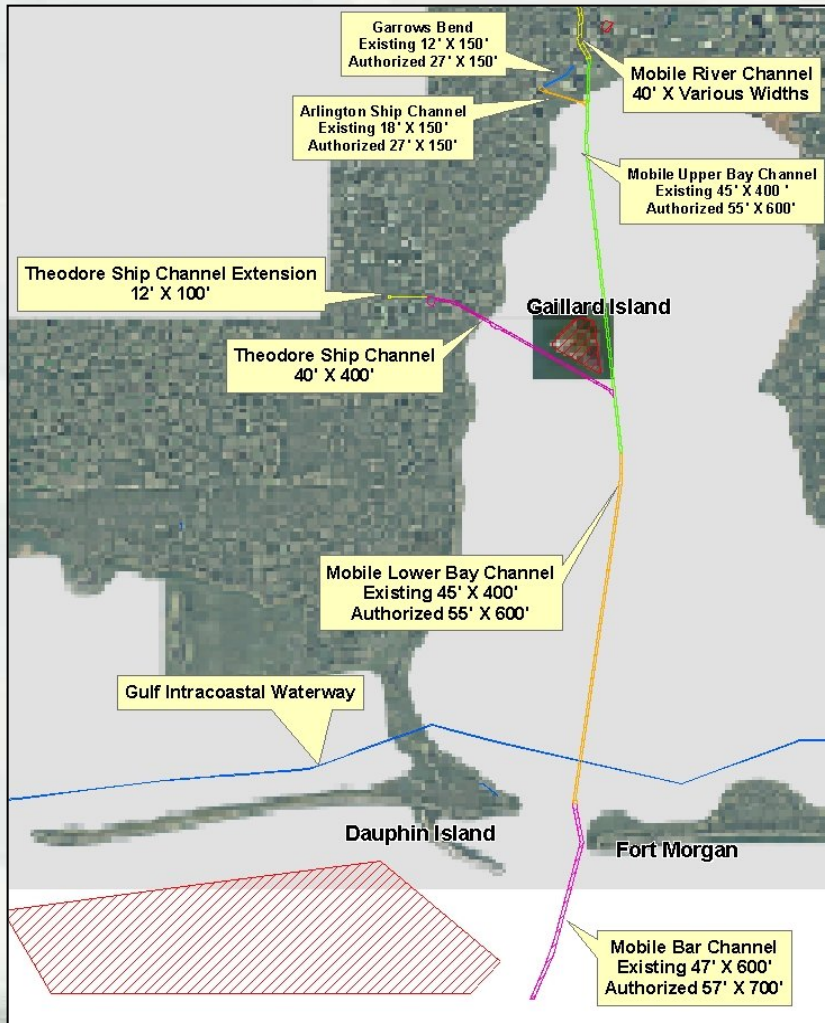 Garrows Bend
Existing 12' X 150'
Authorized 27' X 150'
Mobile River Channel
40' X Various Widths
Arlington Ship Channel
Existing 18' X 150'
Authorized 27' X 150'
Mobile Upper Bay Channel
Existing 45' X 400 '
Authorized 55' X 600'
Theodore Ship Channel Extension
12' X 100'
Gaillard Island
Theodore Ship Channel
40' X 400'
Mobile Lower Bay Channel
Existing 45' X 400'
Authorized 55' X 600'
Gulf Intracoastal Waterway
Dauphin Island
Fort Morgan
Mobile Bar Channel
Existing 47' X 600'
Authorized 57' X 700'